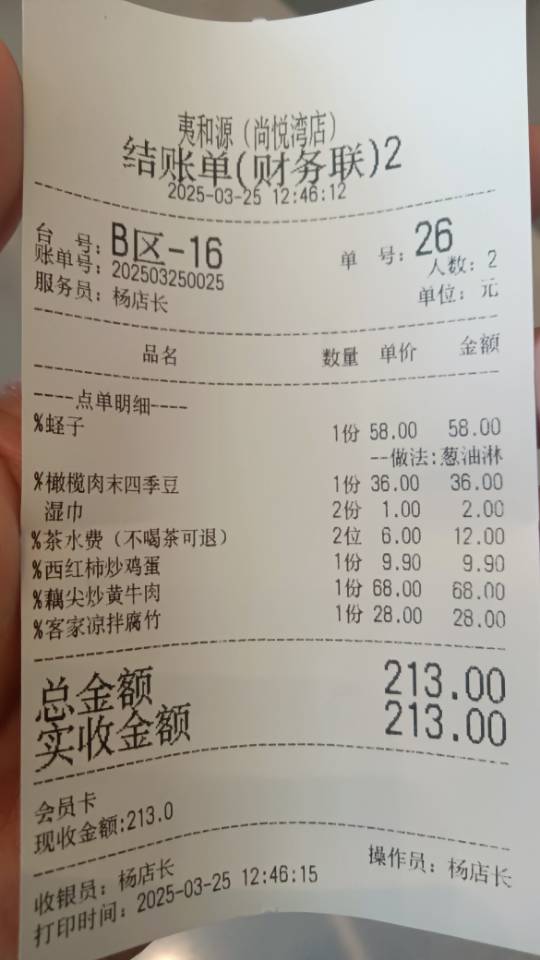 夷和源（尚悦湾店）
结账单(财务联)2
2025-03-25 12:46:12
台 号：B区-16 单 号：26
账单号：202503250025 人数：2
服务员：杨店长 单位：元
品名 数量 单价 金额
----点单明细----
%蛏子 1份 58.00 58.00
--做法:葱油淋
%橄榄肉末四季豆 1份 36.00 36.00
湿巾 2份 1.00 2.00
%茶水费（不喝茶可退） 2位 6.00 12.00
%西红柿炒鸡蛋 1份 9.90 9.90
%藕尖炒黄牛肉 1份 68.00 68.00
%客家凉拌腐竹 1份 28.00 28.00
总金额 213.00
实收金额 213.00
会员卡
现收金额:213.0
收银员：杨店长 操作员：杨店长
打印时间：2025-03-25 12:46:15